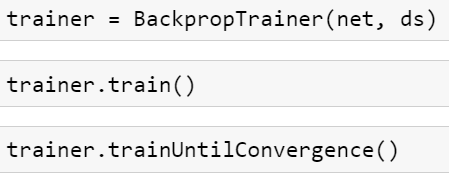 trainer = BackpropTrainer(net, ds)
trainer.train()
trainer.trainUntilConvergence()